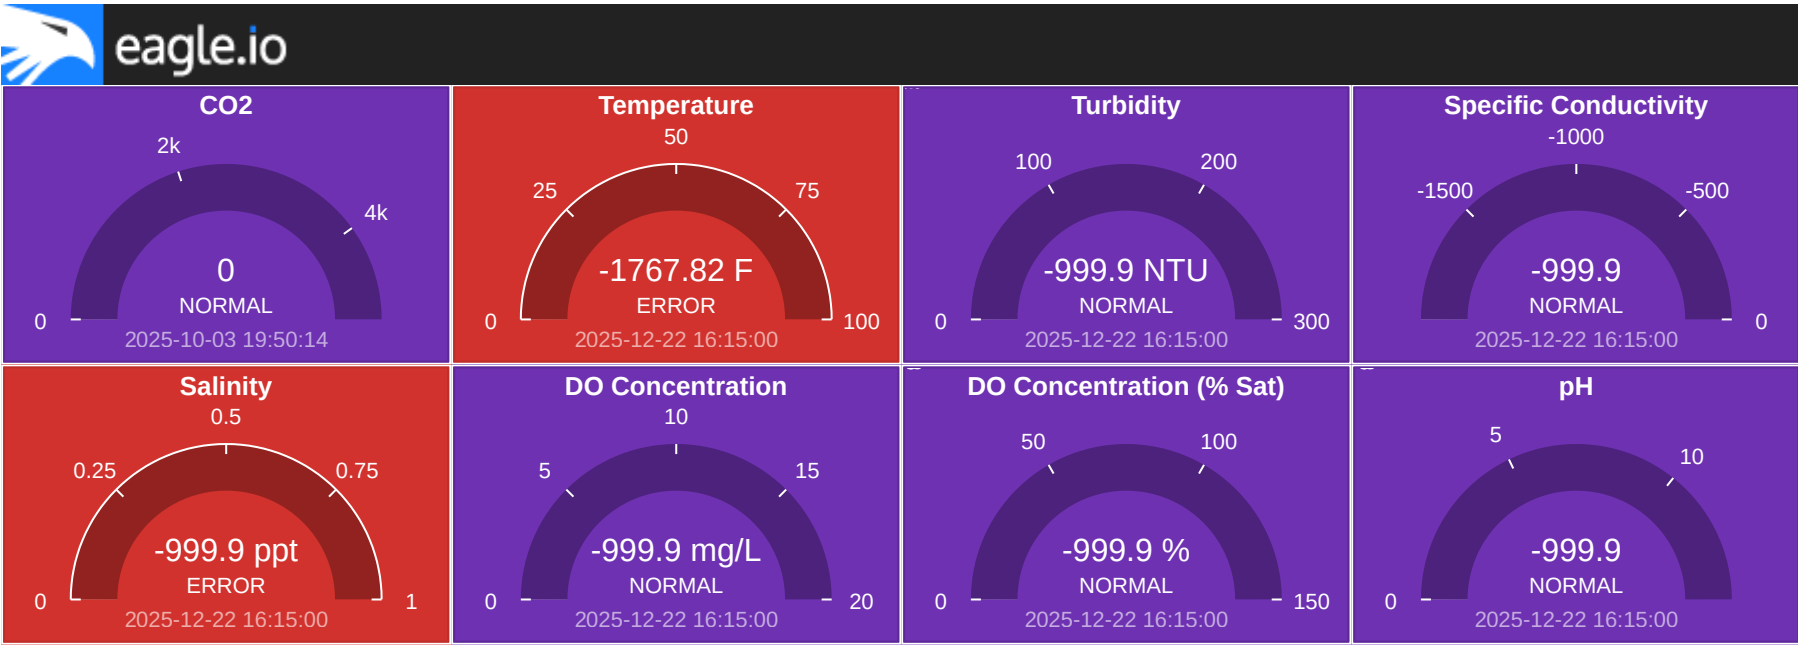 eagle.io
CO2
2k
4k
0
0
NORMAL
2025-10-03 19:50:14
Temperature
50
25
75
-1767.82 F
ERROR
0
100
2025-12-22 16:15:00
Turbidity
100
200
-999.9 NTU
NORMAL
0
300
2025-12-22 16:15:00
Specific Conductivity
-1000
-1500
-500
-999.9
NORMAL
0
2025-12-22 16:15:00
Salinity
0.5
0.25
0.75
-999.9 ppt
ERROR
0
1
2025-12-22 16:15:00
DO Concentration
10
5
15
-999.9 mg/L
NORMAL
0
20
2025-12-22 16:15:00
DO Concentration (% Sat)
50
100
-999.9 %
NORMAL
0
150
2025-12-22 16:15:00
pH
5
10
-999.9
NORMAL
0
2025-12-22 16:15:00